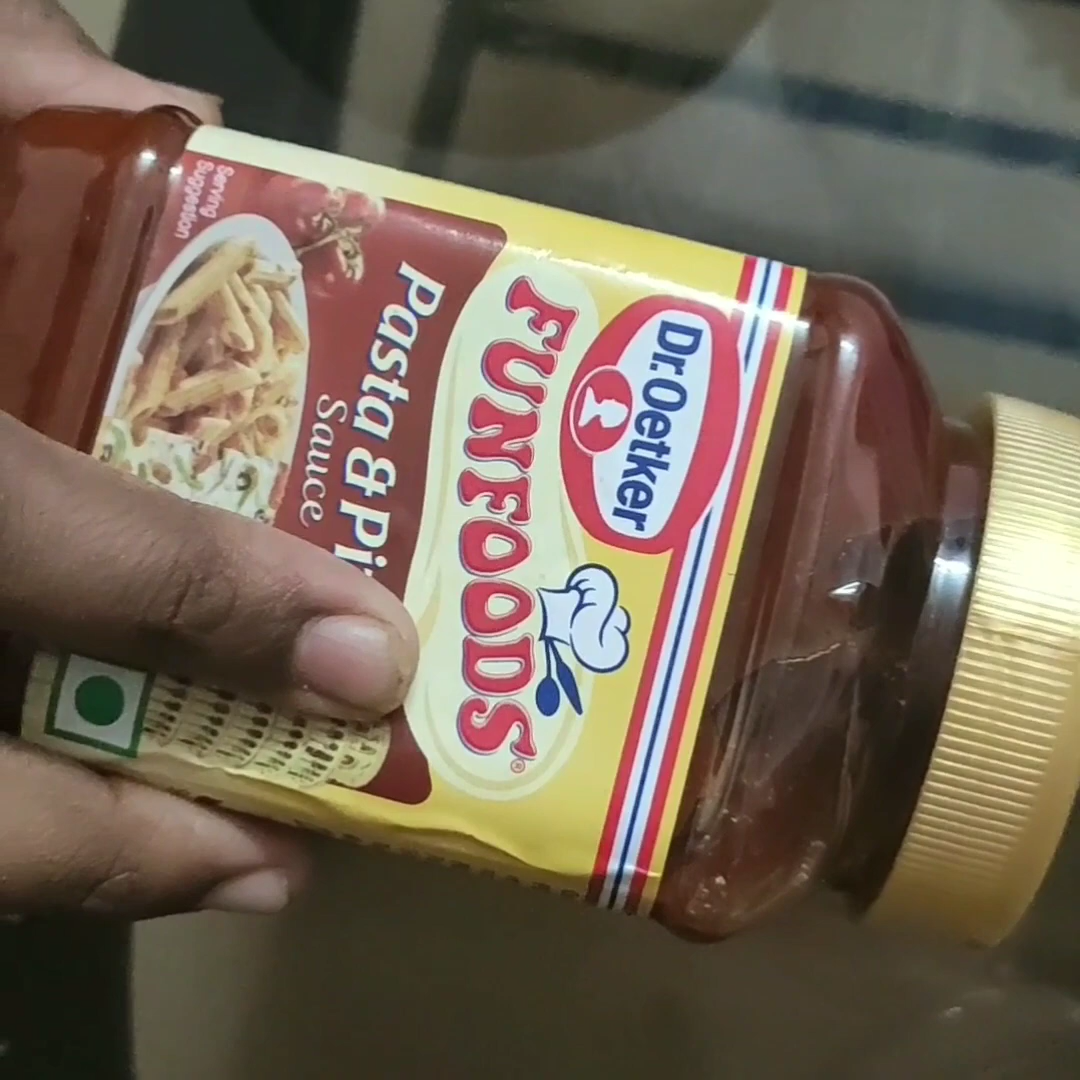 Dr.Oetker
FUNFOODS®
Pasta & Pi
Sauce
Serving
Suggestion